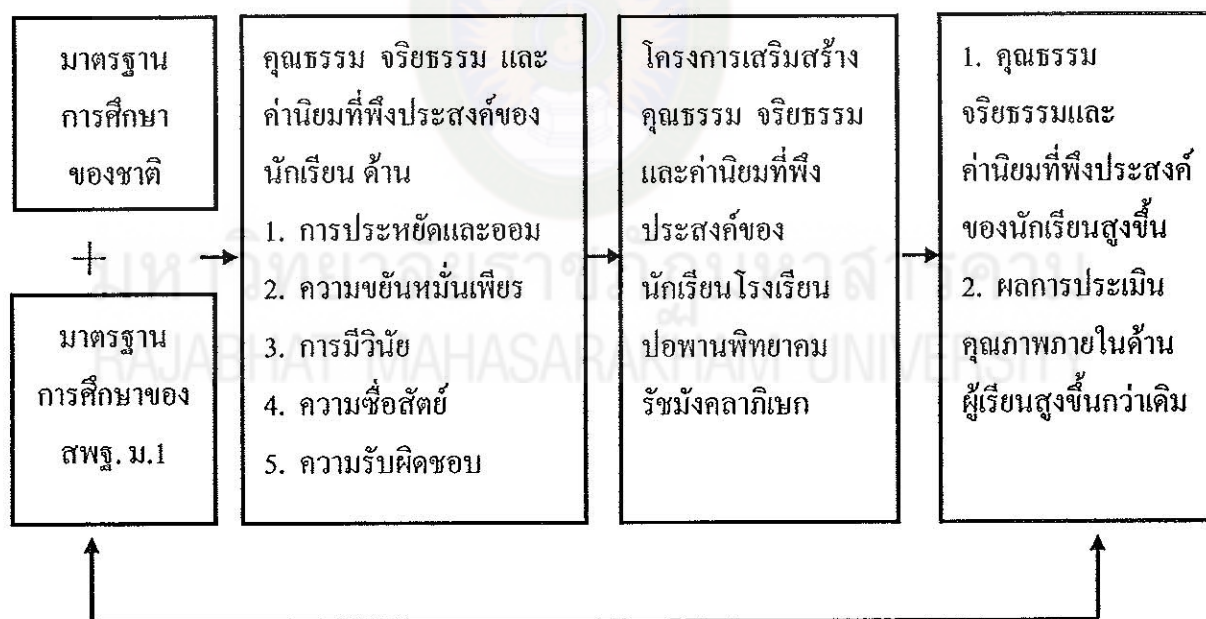 มาตรฐาน
การศึกษา
ของชาติ
+
มาตรฐาน
การศึกษาของ
สพฐ. ม.1
คุณธรรม จริยธรรม และ
ค่านิยมที่พึงประสงค์ของ
นักเรียน ด้าน
1. การประหยัดและออม
2. ความขยันหมั่นเพียร
3. การมีวินัย
4. ความซื่อสัตย์
5. ความรับผิดชอบ
โครงการเสริมสร้าง
คุณธรรม จริยธรรม
และค่านิยมที่พึง
ประสงค์ของ
นักเรียนโรงเรียน
ปอพานพิทยาคม
รัชมังคลาภิเษก
1. คุณธรรม
จริยธรรมและ
ค่านิยมที่พึงประสงค์
ของนักเรียนสูงขึ้น
2. ผลการประเมิน
คุณภาพภายในด้าน
ผู้เรียนสูงขึ้นกว่าเดิม
มหาวิทยาลัยราชภัฏมหาสารคาม
RAJABHAT MAHASARAKHAM UNIVERSITY